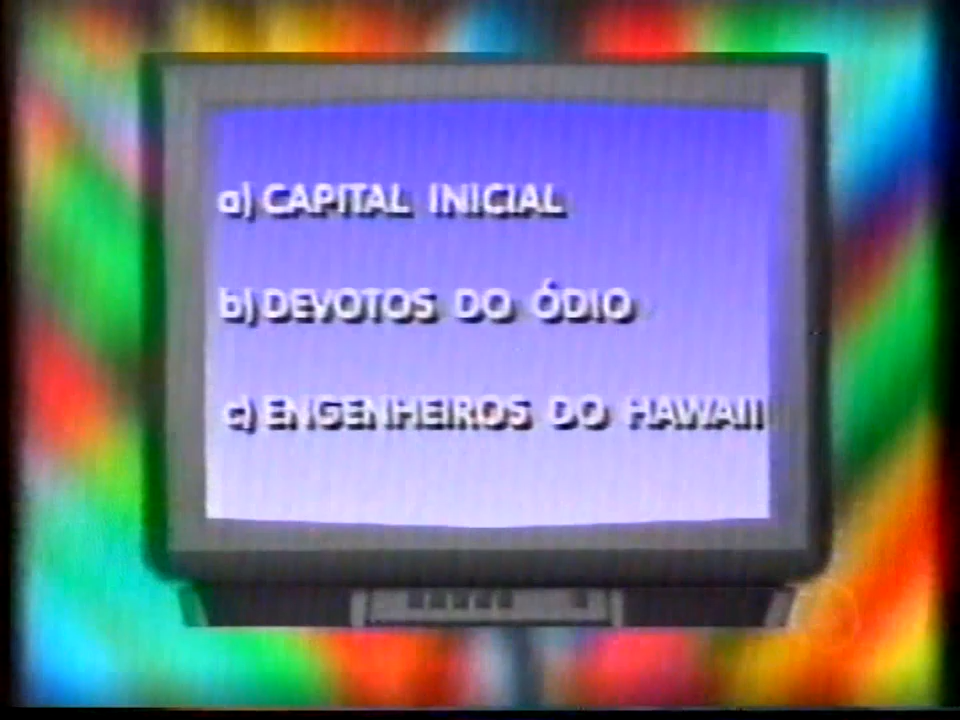 a) CAPITAL INICIAL
b) DEVOTOS DO ÓDIO
c) ENGENHEIROS DO HAWAII